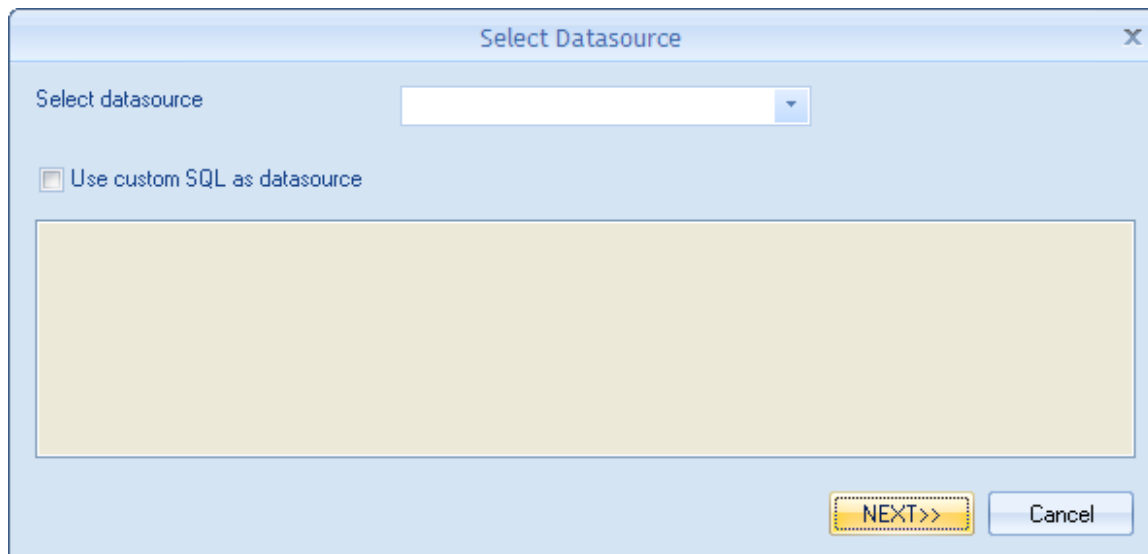 Select Datasource
Select datasource
Use custom SQL as datasource
NEXT>>
Cancel